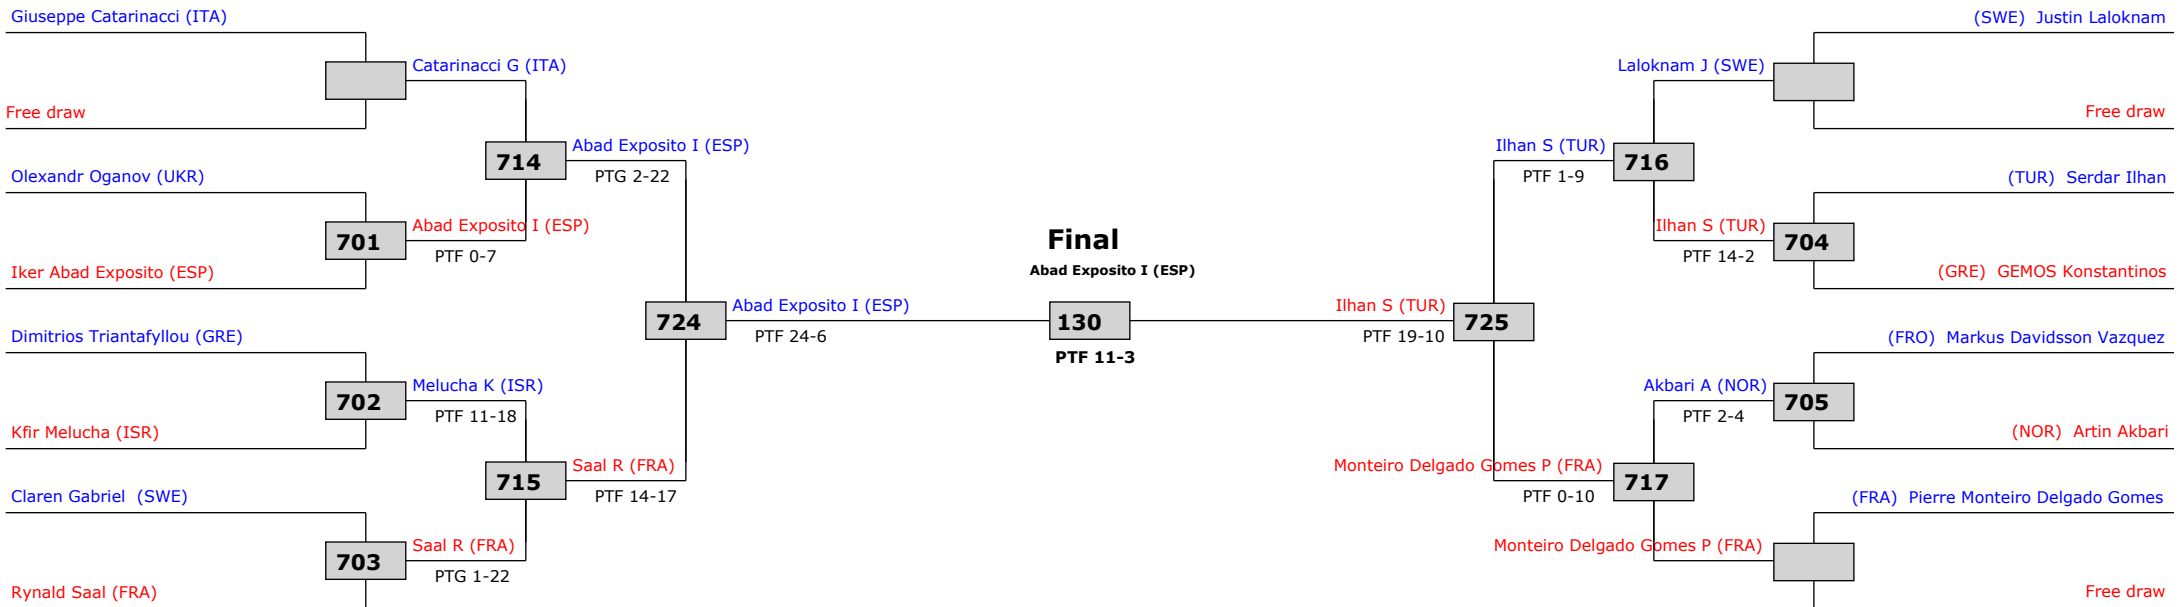 Giuseppe Catarinacci (ITA)
(SWE) Justin Laloknam
Catarinacci G (ITA)
Laloknam J (SWE)
Free draw
Free draw
714
Abad Exposito I (ESP)
PTG 2-22
Ilhan S (TUR)
PTF 1-9
716
Olexandr Oganov (UKR)
(TUR) Serdar Ilhan
701
Abad Exposito I (ESP)
PTF 0-7
Final
Abad Exposito I (ESP)
Ilhan S (TUR)
PTF 14-2
704
Iker Abad Exposito (ESP)
(GRE) GEMOS Konstantinos
724
Abad Exposito I (ESP)
PTF 24-6
130
PTF 11-3
Ilhan S (TUR)
PTF 19-10
725
Dimitrios Triantafyllou (GRE)
(FRO) Markus Davidsson Vazquez
702
Melucha K (ISR)
PTF 11-18
Akbari A (NOR)
PTF 2-4
705
Kfir Melucha (ISR)
(NOR) Artin Akbari
715
Saal R (FRA)
PTF 14-17
Monteiro Delgado Gomes P (FRA)
PTF 0-10
717
Claren Gabriel (SWE)
(FRA) Pierre Monteiro Delgado Gomes
703
Saal R (FRA)
PTG 1-22
Monteiro Delgado Gomes P (FRA)
Rynald Saal (FRA)
Free draw